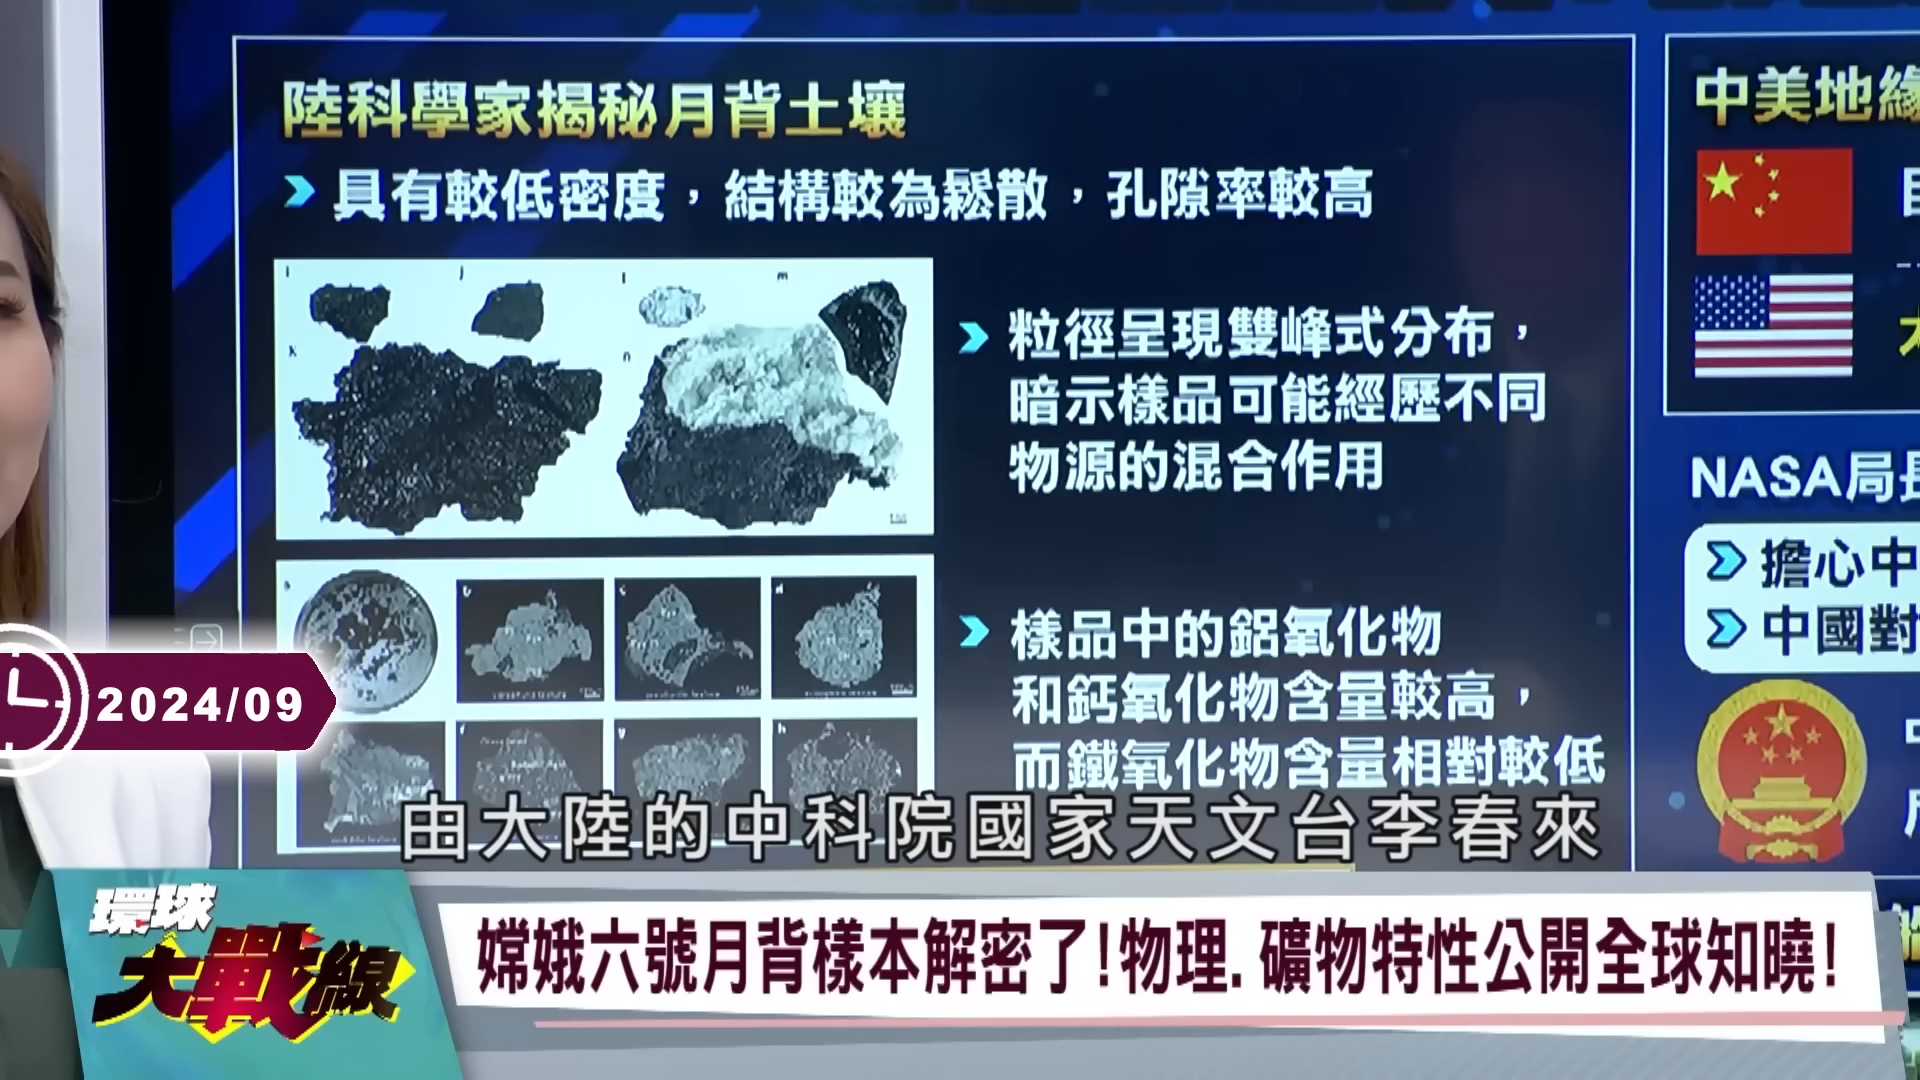 陸科學家揭秘月背土壤
具有較低密度，結構較為鬆散，孔隙率較高
粒徑呈現雙峰式分布，
暗示樣品可能經歷不同
物源的混合作用
樣品中的鋁氧化物
和鈣氧化物含量較高，
而鐵氧化物含量相對較低
中美地緣
NASA局長
擔心中
中國對
2024/09
由大陸的中科院國家天文台李春來
環球
大戰線
嫦娥六號月背樣本解密了!物理.礦物特性公開全球知曉!